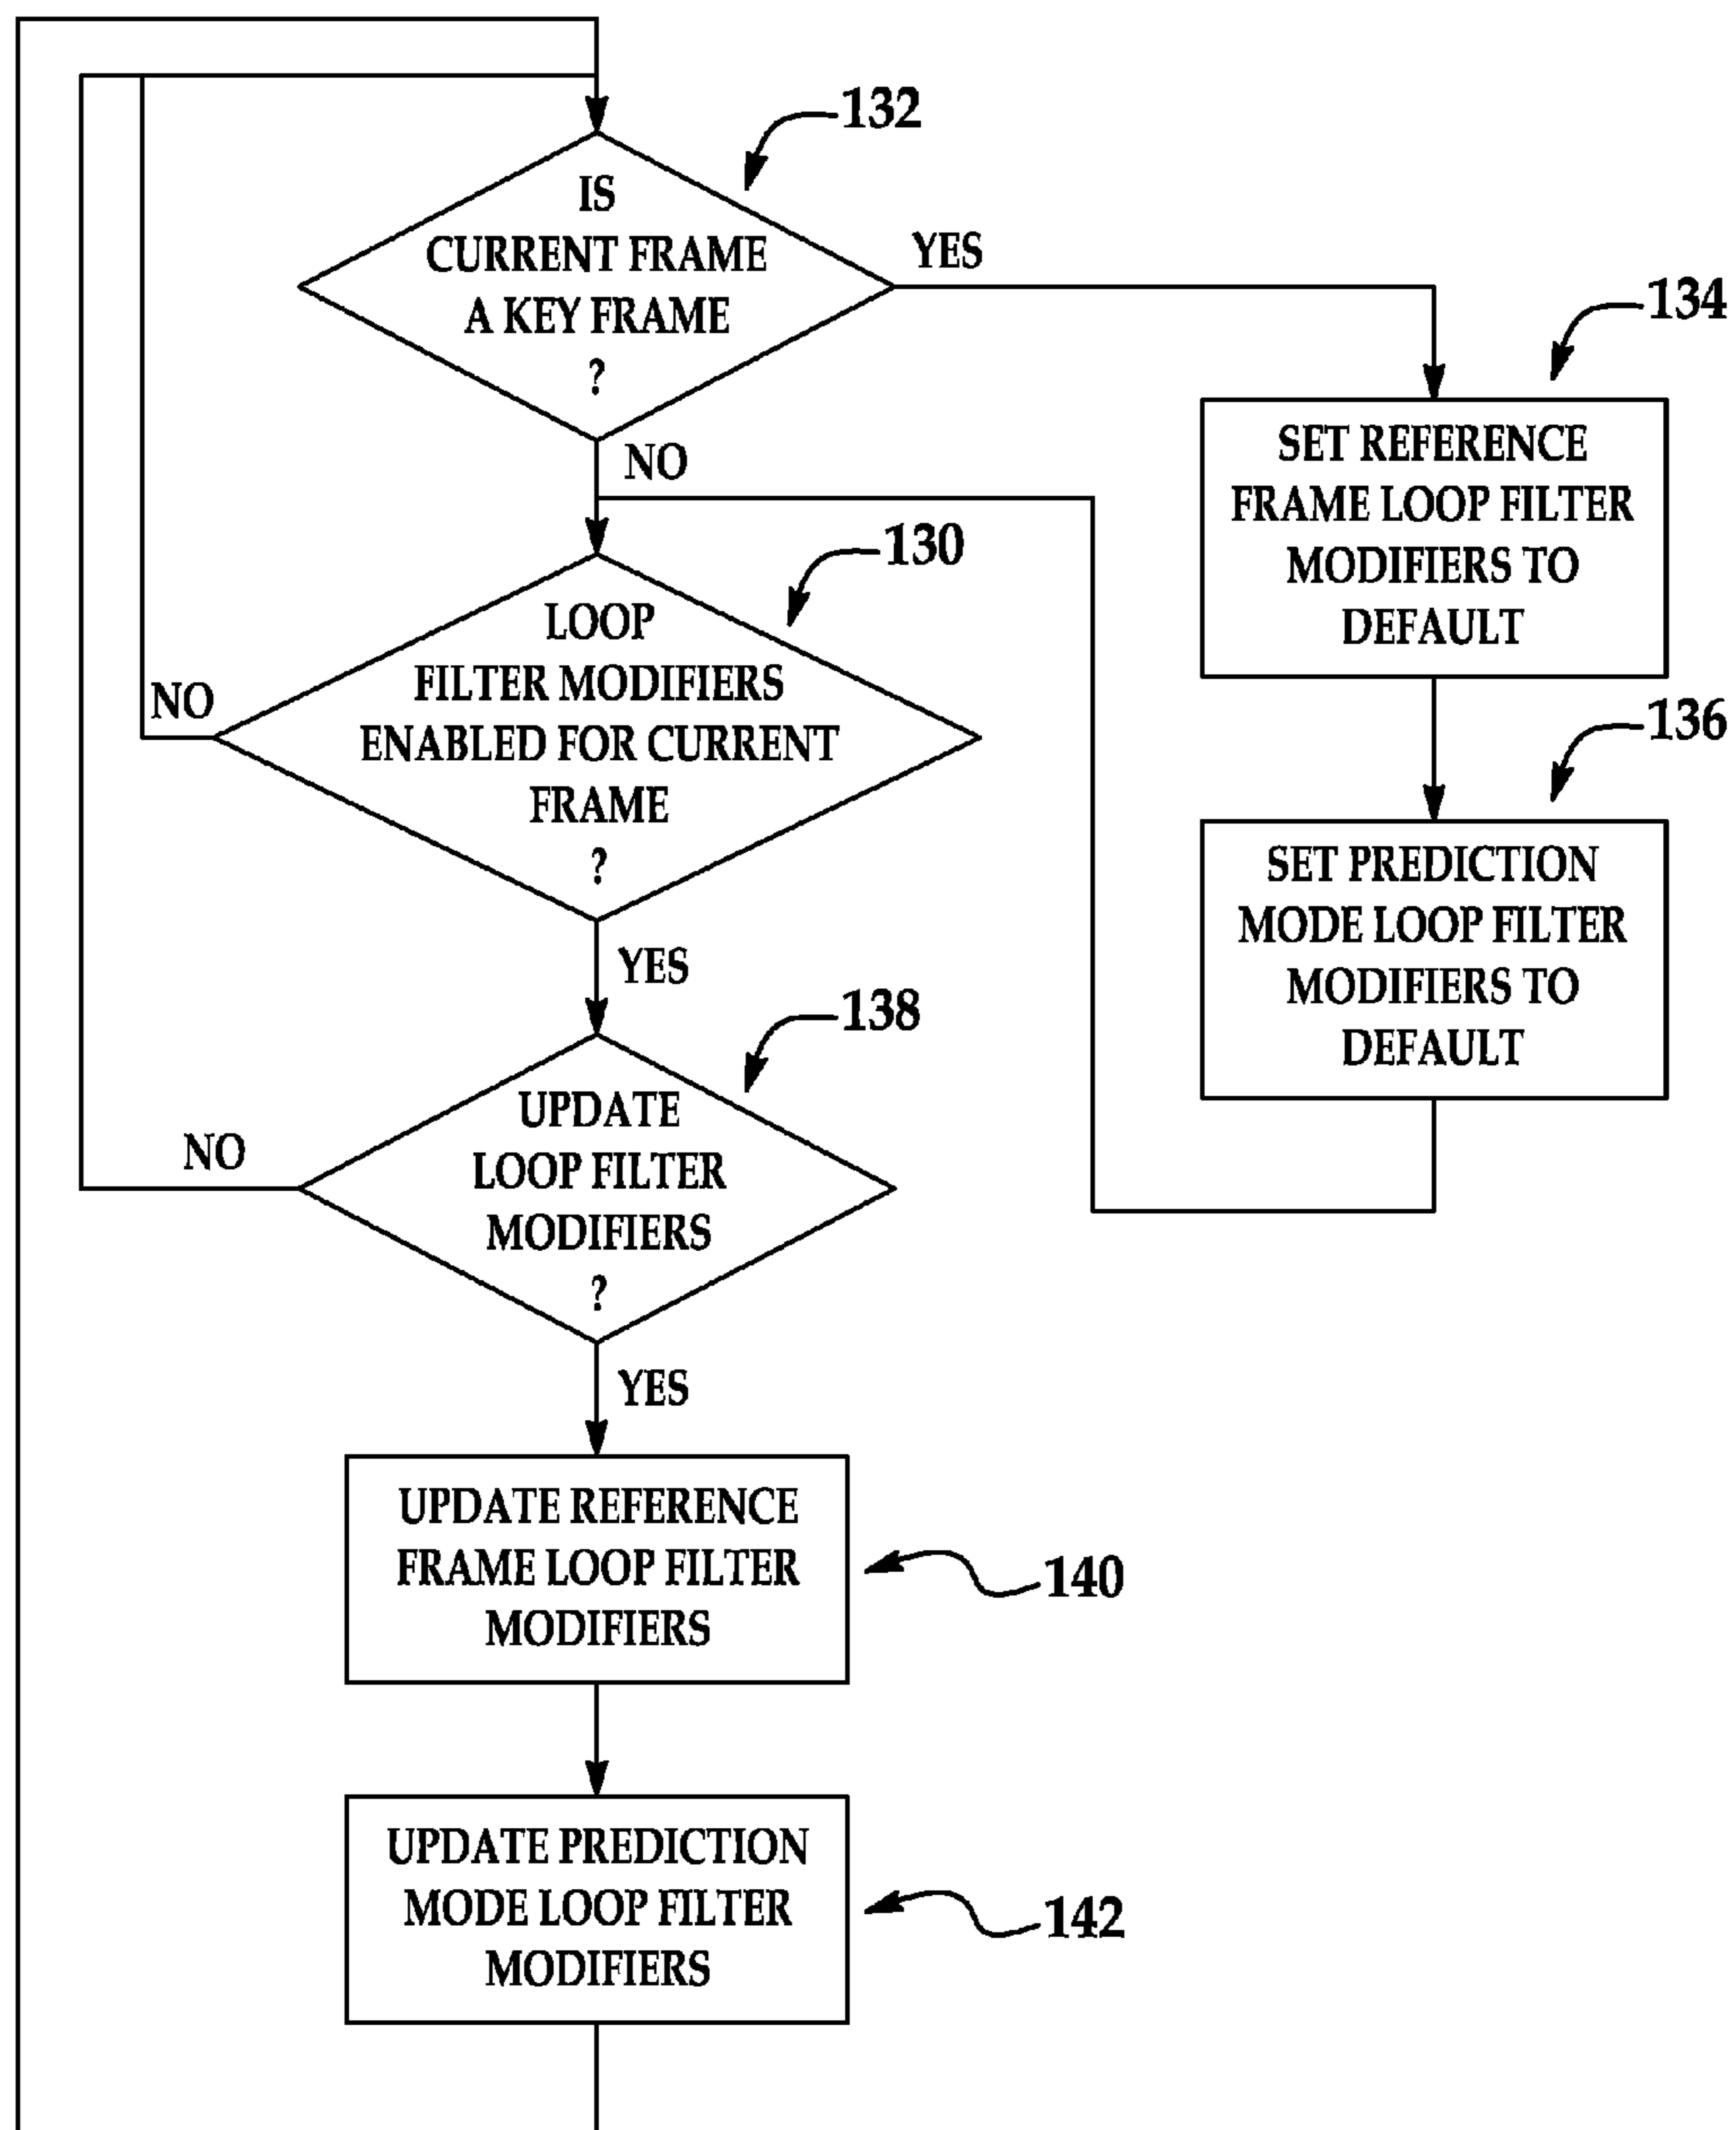 132
IS
CURRENT FRAME
A KEY FRAME
?
YES
NO
134
SET REFERENCE
FRAME LOOP FILTER
MODIFIERS TO
DEFAULT
130
LOOP
FILTER MODIFIERS
ENABLED FOR CURRENT
FRAME
?
NO
YES
136
SET PREDICTION
MODE LOOP FILTER
MODIFIERS TO
DEFAULT
138
UPDATE
LOOP FILTER
MODIFIERS
?
NO
YES
UPDATE REFERENCE
FRAME LOOP FILTER
MODIFIERS
140
UPDATE PREDICTION
MODE LOOP FILTER
MODIFIERS
142